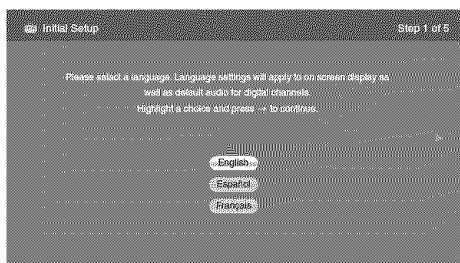 Initial Setup
Step 1 of 5
Please select a language. Language settings will apply to on screen display as
well as default audio for digital channels.
Highlight a choice and press → to continue.
English
Español
Français